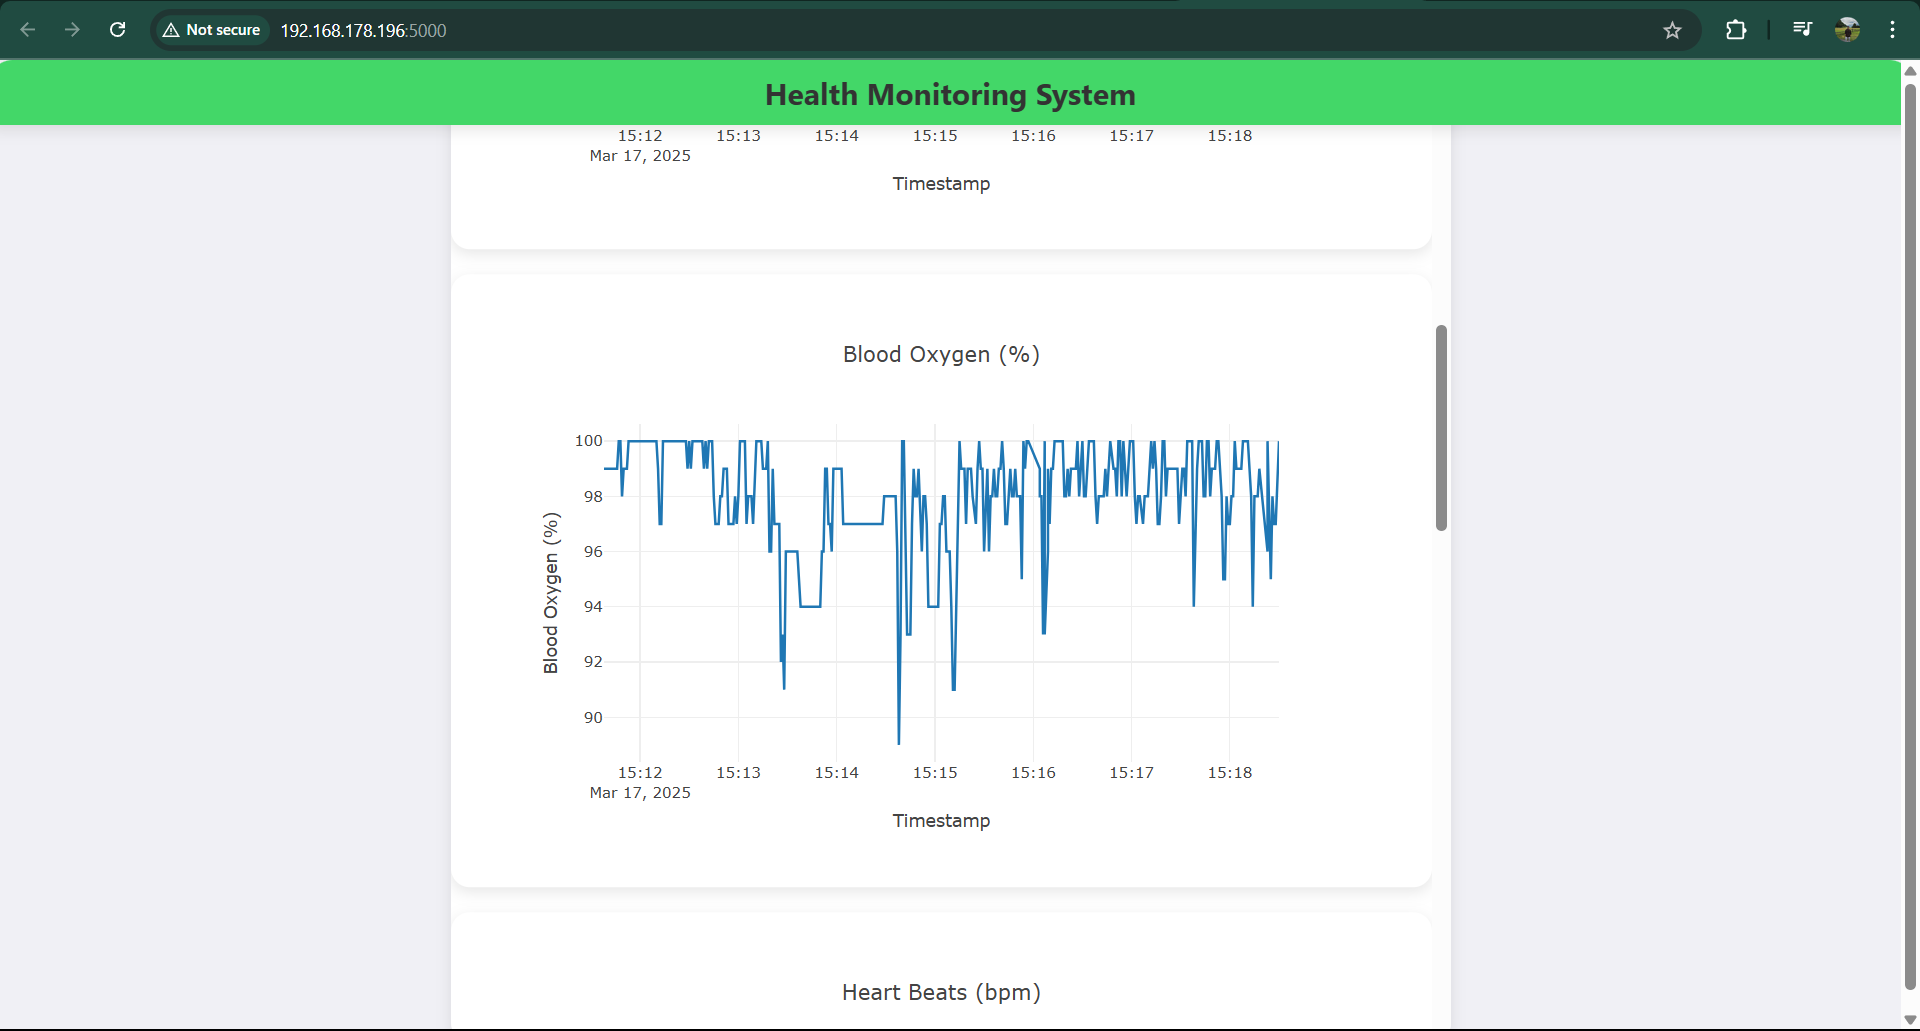 Not secure 192.168.178.196:5000
Health Monitoring System
15:12 15:13 15:14 15:15 15:16 15:17 15:18
Mar 17, 2025
Timestamp
Blood Oxygen (%)
100
98
96
94
92
90
Blood Oxygen (%)
15:12 15:13 15:14 15:15 15:16 15:17 15:18
Mar 17, 2025
Timestamp
Heart Beats (bpm)